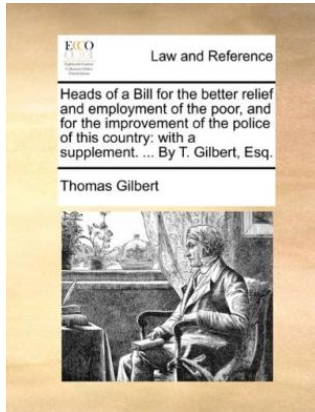 ECCO
Law and Reference
Heads of a Bill for the better relief
and employment of the poor, and
for the improvement of the police
of this country: with a
supplement. ... By T. Gilbert, Esq.
Thomas Gilbert